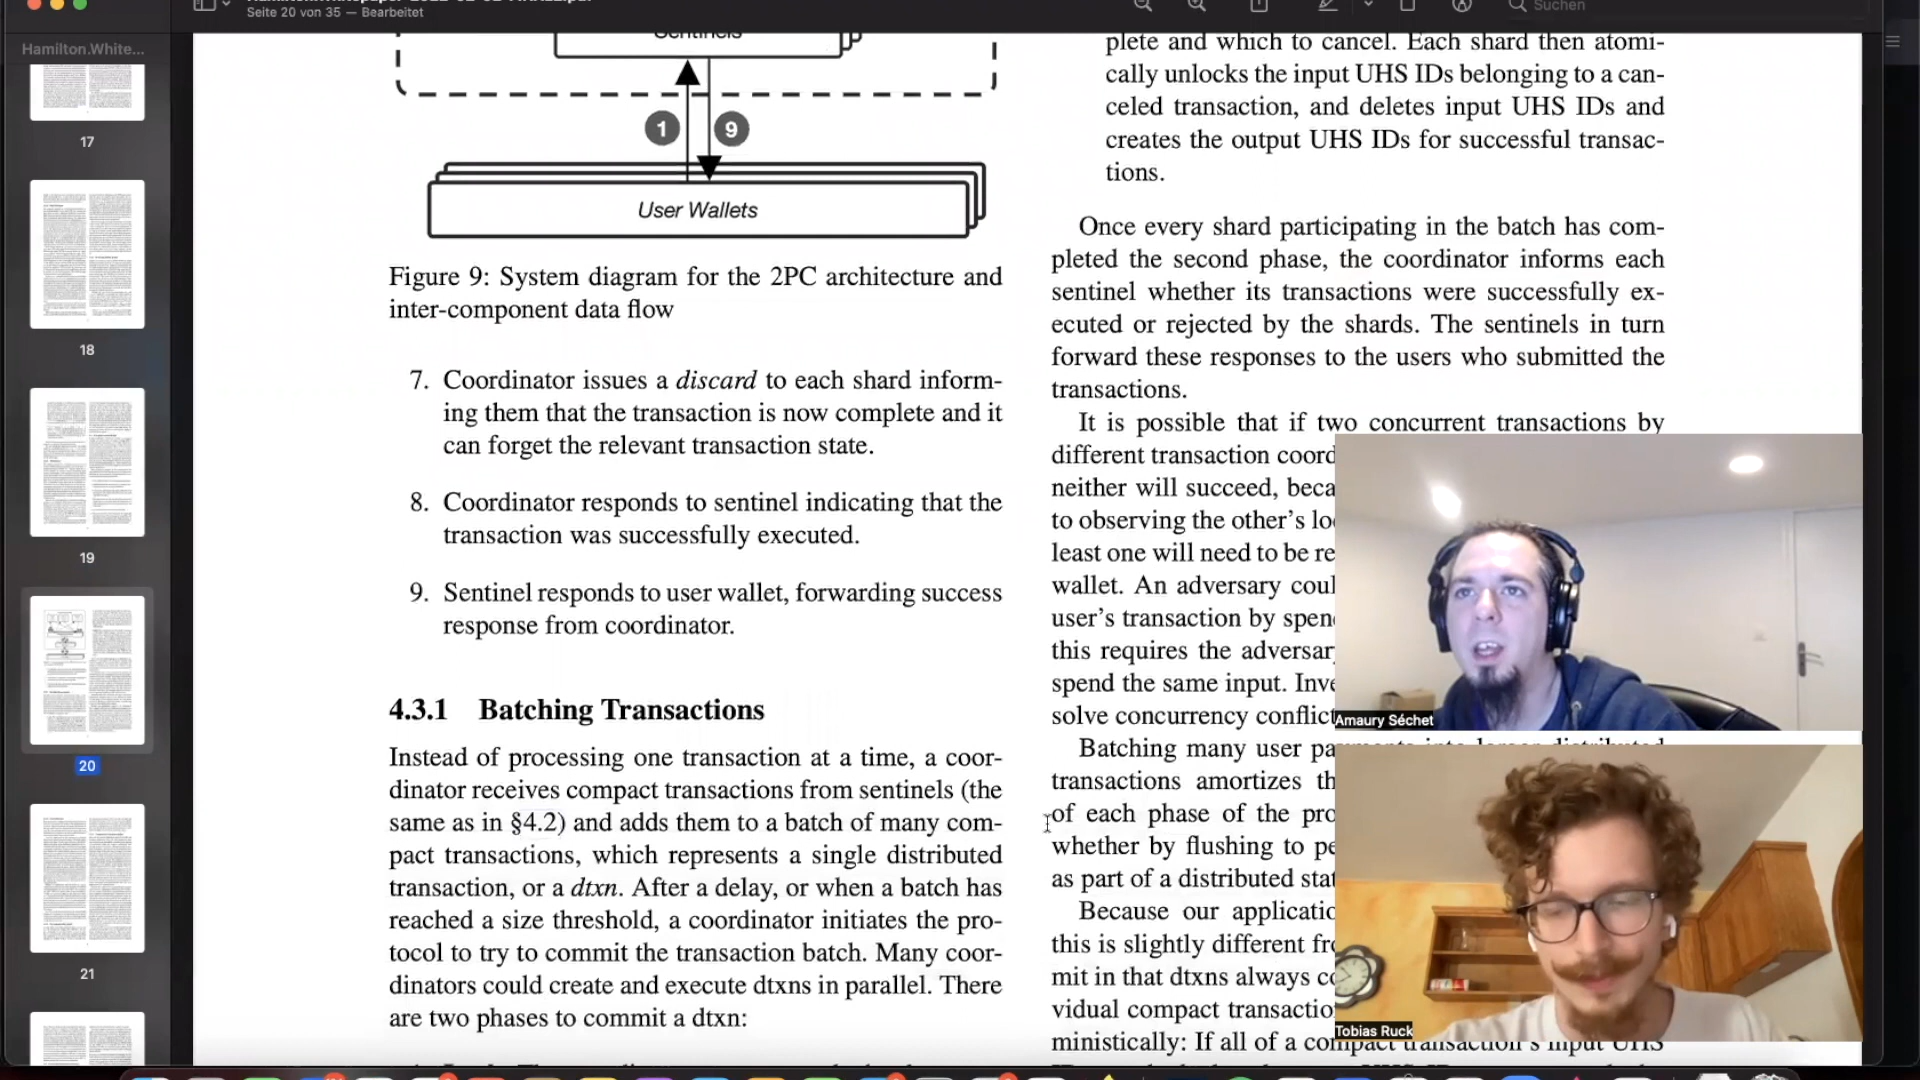 Seite 20 von 35 — Bearbeitet
Suchen
Hamilton.White...
17
18
19
20
21
Sentinels
1
9
User Wallets
Figure 9: System diagram for the 2PC architecture and
inter-component data flow
7. Coordinator issues a discard to each shard inform-
ing them that the transaction is now complete and it
can forget the relevant transaction state.
8. Coordinator responds to sentinel indicating that the
transaction was successfully executed.
9. Sentinel responds to user wallet, forwarding success
response from coordinator.
4.3.1 Batching Transactions
Instead of processing one transaction at a time, a coor-
dinator receives compact transactions from sentinels (the
same as in §4.2) and adds them to a batch of many com-
pact transactions, which represents a single distributed
transaction, or a dtxn. After a delay, or when a batch has
reached a size threshold, a coordinator initiates the pro-
tocol to try to commit the transaction batch. Many coor-
dinators could create and execute dtxns in parallel. There
are two phases to commit a dtxn:
plete and which to cancel. Each shard then atomi-
cally unlocks the input UHS IDs belonging to a can-
celed transaction, and deletes input UHS IDs and
creates the output UHS IDs for successful transac-
tions.
Once every shard participating in the batch has com-
pleted the second phase, the coordinator informs each
sentinel whether its transactions were successfully ex-
ecuted or rejected by the shards. The sentinels in turn
forward these responses to the users who submitted the
transactions.
It is possible that if two concurrent transactions by
different transaction coord
neither will succeed, beca
to observing the other's lo
least one will need to be re
wallet. An adversary coul
user's transaction by spen
this requires the adversar
spend the same input. Inve
solve concurrency conflict
Batching many user payments into larger distributed
transactions amortizes th
of each phase of the pro
whether by flushing to pe
as part of a distributed stat
Because our applicatio
this is slightly different fr
mit in that dtxns always co
vidual compact transactio
ministically: If all of a compact transaction's input UHS
Amaury Séchet
Tobias Ruck